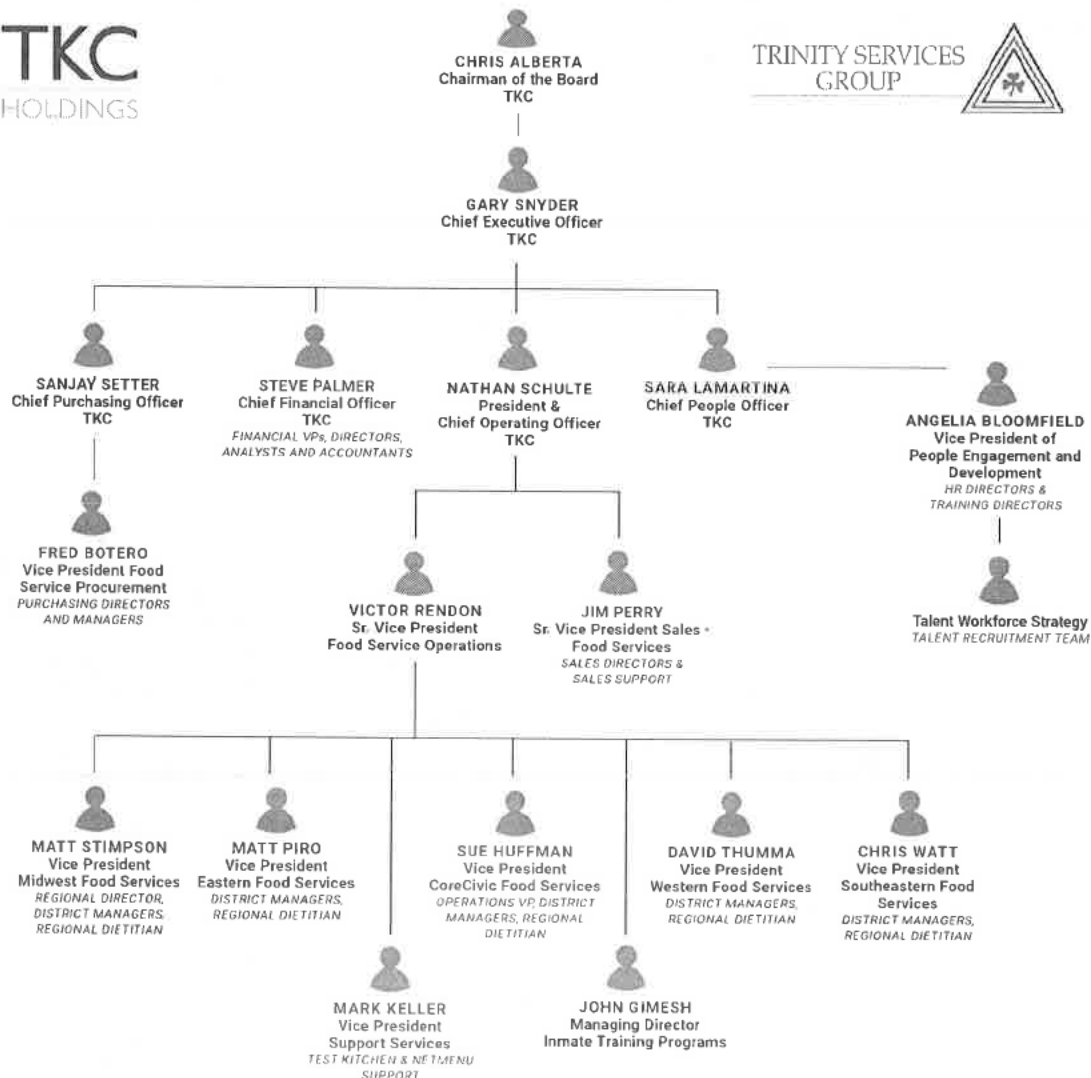 TKC
HOLDINGS
TRINITY SERVICES
GROUP
CHRIS ALBERTA
Chairman of the Board
TKC
GARY SNYDER
Chief Executive Officer
TKC
SANJAY SETTER
Chief Purchasing Officer
TKC
STEVE PALMER
Chief Financial Officer
TKC
FINANCIAL VPs, DIRECTORS,
ANALYSTS AND ACCOUNTANTS
NATHAN SCHULTE
President &
Chief Operating Officer
TKC
SARA LAMARTINA
Chief People Officer
TKC
ANGELIA BLOOMFIELD
Vice President of
People Engagement and
Development
HR DIRECTORS &
TRAINING DIRECTORS
FRED BOTERO
Vice President Food
Service Procurement
PURCHASING DIRECTORS
AND MANAGERS
VICTOR RENDON
Sr. Vice President
Food Service Operations
JIM PERRY
Sr. Vice President Sales -
Food Services
SALES DIRECTORS &
SALES SUPPORT
Talent Workforce Strategy
TALENT RECRUITMENT TEAM
MATT STIMPSON
Vice President
Midwest Food Services
REGIONAL DIRECTOR,
DISTRICT MANAGERS,
REGIONAL DIETITIAN
MATT PIRO
Vice President
Eastern Food Services
DISTRICT MANAGERS,
REGIONAL DIETITIAN
SUE HUFFMAN
Vice President
CoreCivic Food Services
OPERATIONS VP, DISTRICT
MANAGERS, REGIONAL
DIETITIAN
DAVID THUMMA
Vice President
Western Food Services
DISTRICT MANAGERS,
REGIONAL DIETITIAN
CHRIS WATT
Vice President
Southeastern Food
Services
DISTRICT MANAGERS,
REGIONAL DIETITIAN
MARK KELLER
Vice President
Support Services
TEST KITCHEN & NETMENU
SUPPORT
JOHN GIMESH
Managing Director
Inmate Training Programs